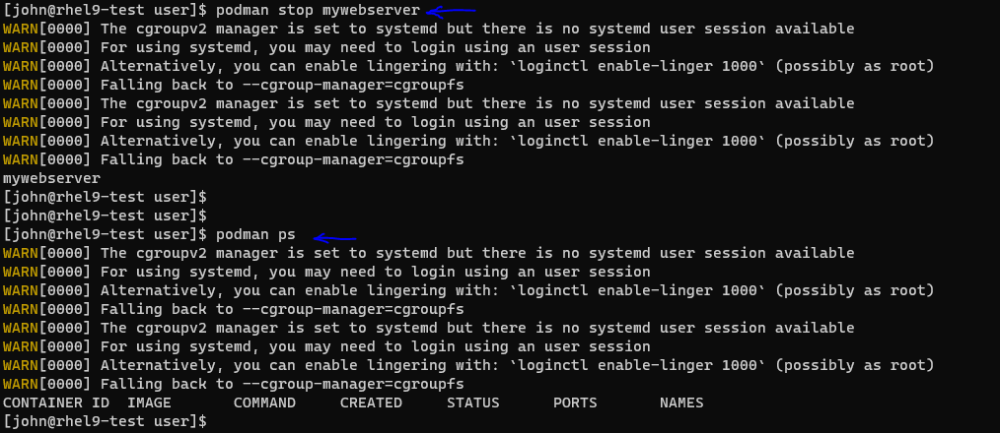 [john@rhel9-test user]$ podman stop mywebserver
WARN[0000] The cgroupv2 manager is set to systemd but there is no systemd user session available
WARN[0000] For using systemd, you may need to login using an user session
WARN[0000] Alternatively, you can enable lingering with: `loginctl enable-linger 1000` (possibly as root)
WARN[0000] Falling back to --cgroup-manager=cgroupfs
WARN[0000] The cgroupv2 manager is set to systemd but there is no systemd user session available
WARN[0000] For using systemd, you may need to login using an user session
WARN[0000] Alternatively, you can enable lingering with: `loginctl enable-linger 1000` (possibly as root)
WARN[0000] Falling back to --cgroup-manager=cgroupfs
mywebserver
[john@rhel9-test user]$
[john@rhel9-test user]$
[john@rhel9-test user]$ podman ps
WARN[0000] The cgroupv2 manager is set to systemd but there is no systemd user session available
WARN[0000] For using systemd, you may need to login using an user session
WARN[0000] Alternatively, you can enable lingering with: `loginctl enable-linger 1000` (possibly as root)
WARN[0000] Falling back to --cgroup-manager=cgroupfs
WARN[0000] The cgroupv2 manager is set to systemd but there is no systemd user session available
WARN[0000] For using systemd, you may need to login using an user session
WARN[0000] Alternatively, you can enable lingering with: `loginctl enable-linger 1000` (possibly as root)
WARN[0000] Falling back to --cgroup-manager=cgroupfs
CONTAINER ID  IMAGE       COMMAND     CREATED     STATUS      PORTS       NAMES
[john@rhel9-test user]$